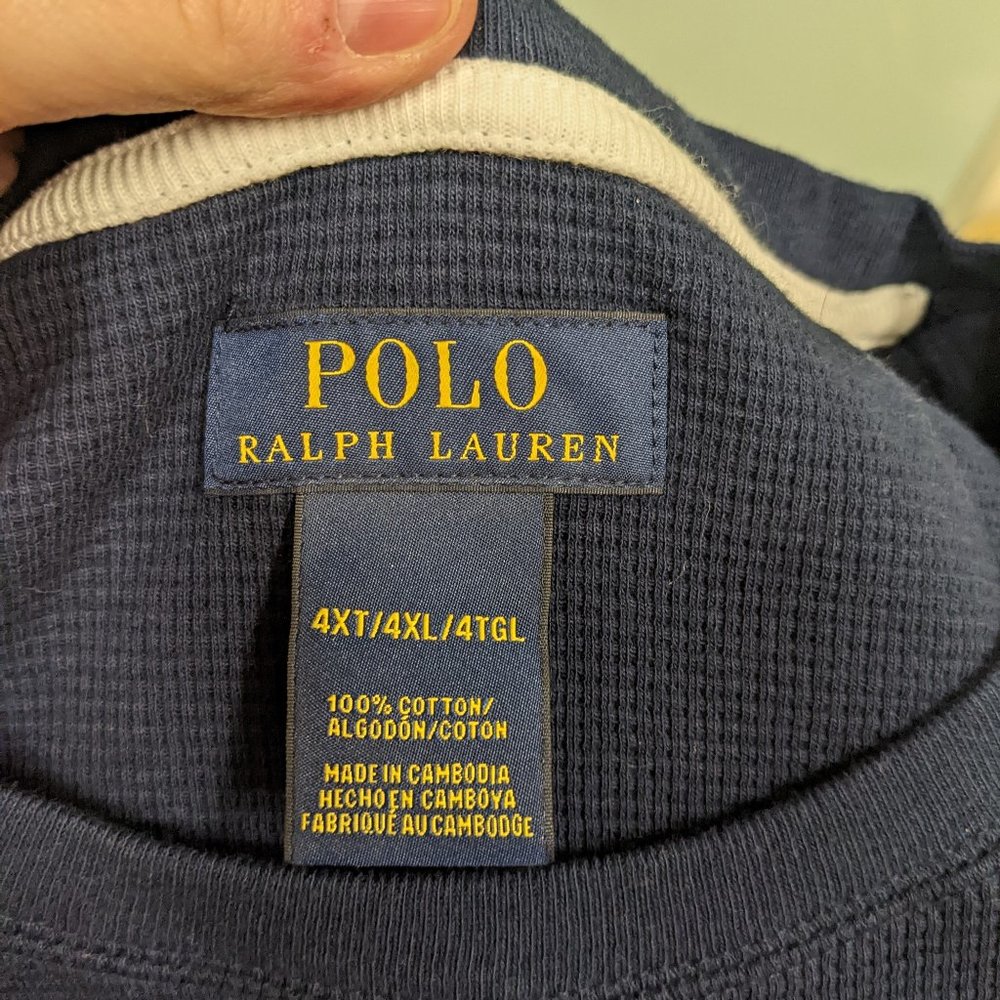 POLO
RALPH LAUREN
4XT/4XL/4TGL
100% COTTON/
ALGODÓN/COTON
MADE IN CAMBODIA
HECHO EN CAMBOYA
FABRIQUÉ AU CAMBODGE